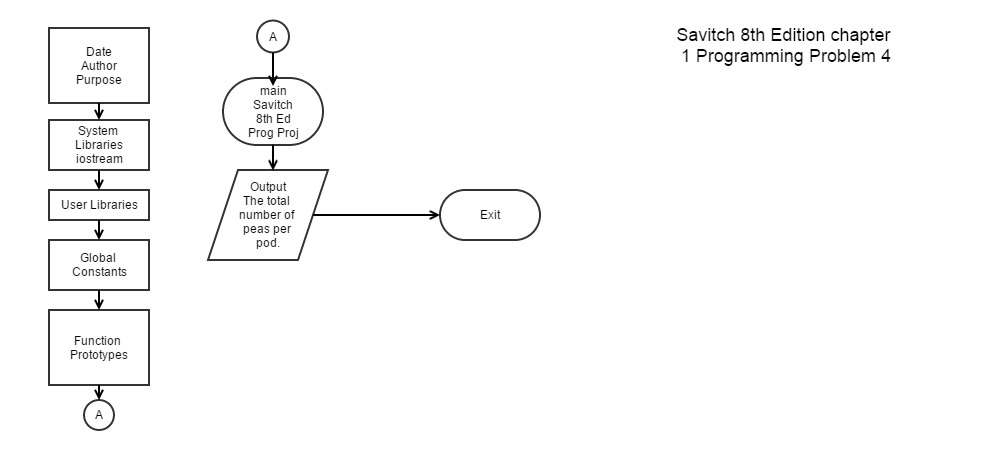 Date
Author
Purpose
System
Libraries
iostream
User Libraries
Global
Constants
Function
Prototypes
A
A
main
Savitch
8th Ed
Prog Proj
Output
The total
number of
peas per
pod.
Exit
Savitch 8th Edition chapter
1 Programming Problem 4